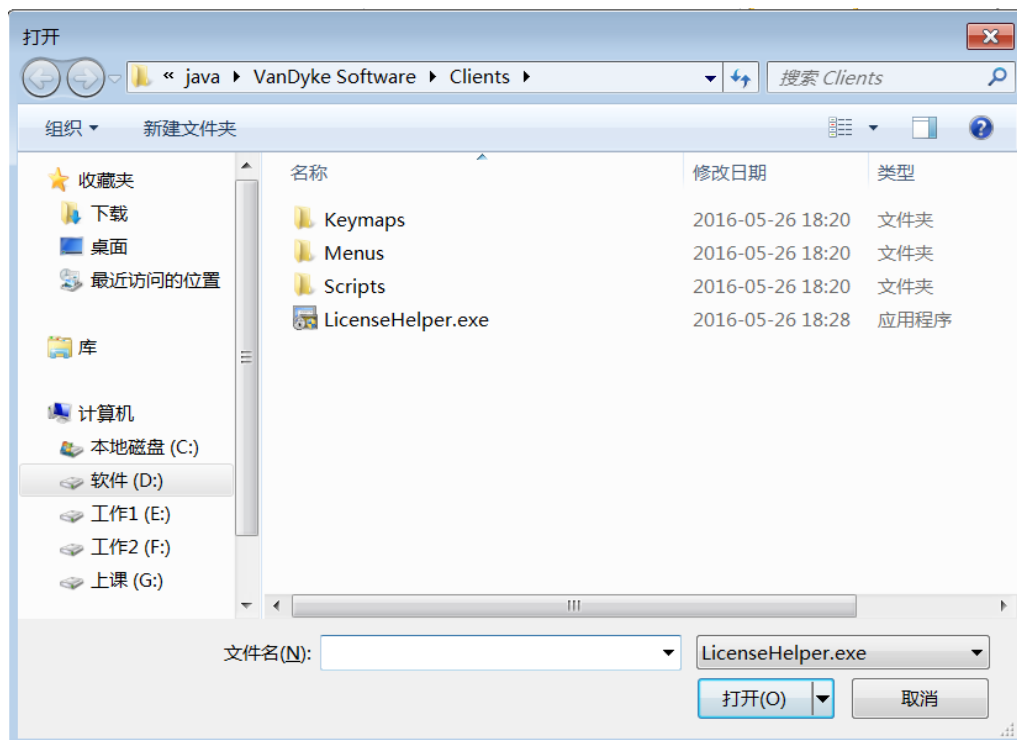 打开
« java VanDyke Software Clients 搜索 Clients
组织 新建文件夹
收藏夹
下载
桌面
最近访问的位置
库
计算机
本地磁盘 (C:)
软件 (D:)
工作1 (E:)
工作2 (F:)
上课 (G:)
名称 修改日期 类型
Keymaps 2016-05-26 18:20 文件夹
Menus 2016-05-26 18:20 文件夹
Scripts 2016-05-26 18:20 文件夹
LicenseHelper.exe 2016-05-26 18:28 应用程序
文件名(N): LicenseHelper.exe
打开(O) 取消